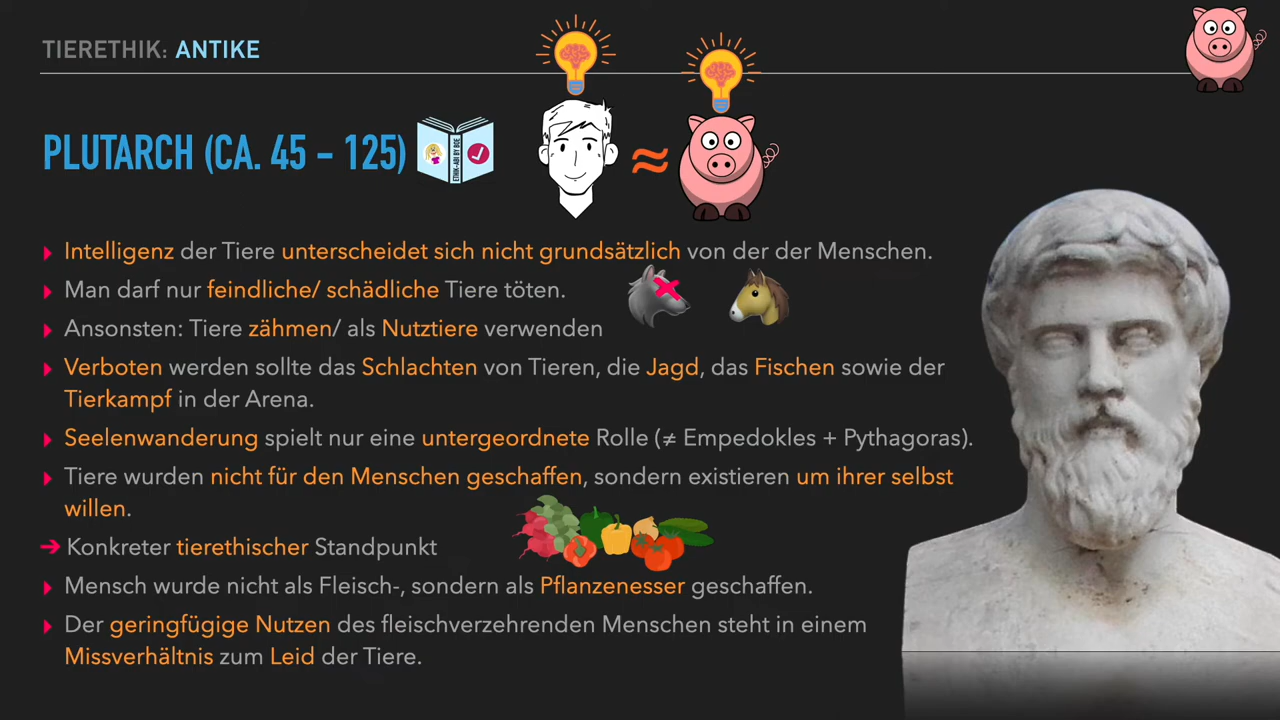 TIERETHIK: ANTIKE
PLUTARCH (CA. 45 – 125)
ETHIK-ABI BY BOE
Intelligenz der Tiere unterscheidet sich nicht grundsätzlich von der der Menschen.
Man darf nur feindliche/ schädliche Tiere töten.
Ansonsten: Tiere zähmen/ als Nutztiere verwenden
Verboten werden sollte das Schlachten von Tieren, die Jagd, das Fischen sowie der
Tierkampf in der Arena.
Seelenwanderung spielt nur eine untergeordnete Rolle (≠ Empedokles + Pythagoras).
Tiere wurden nicht für den Menschen geschaffen, sondern existieren um ihrer selbst
willen.
➔ Konkreter tierethischer Standpunkt
Mensch wurde nicht als Fleisch-, sondern als Pflanzenesser geschaffen.
Der geringfügige Nutzen des fleischverzehrenden Menschen steht in einem
Missverhältnis zum Leid der Tiere.